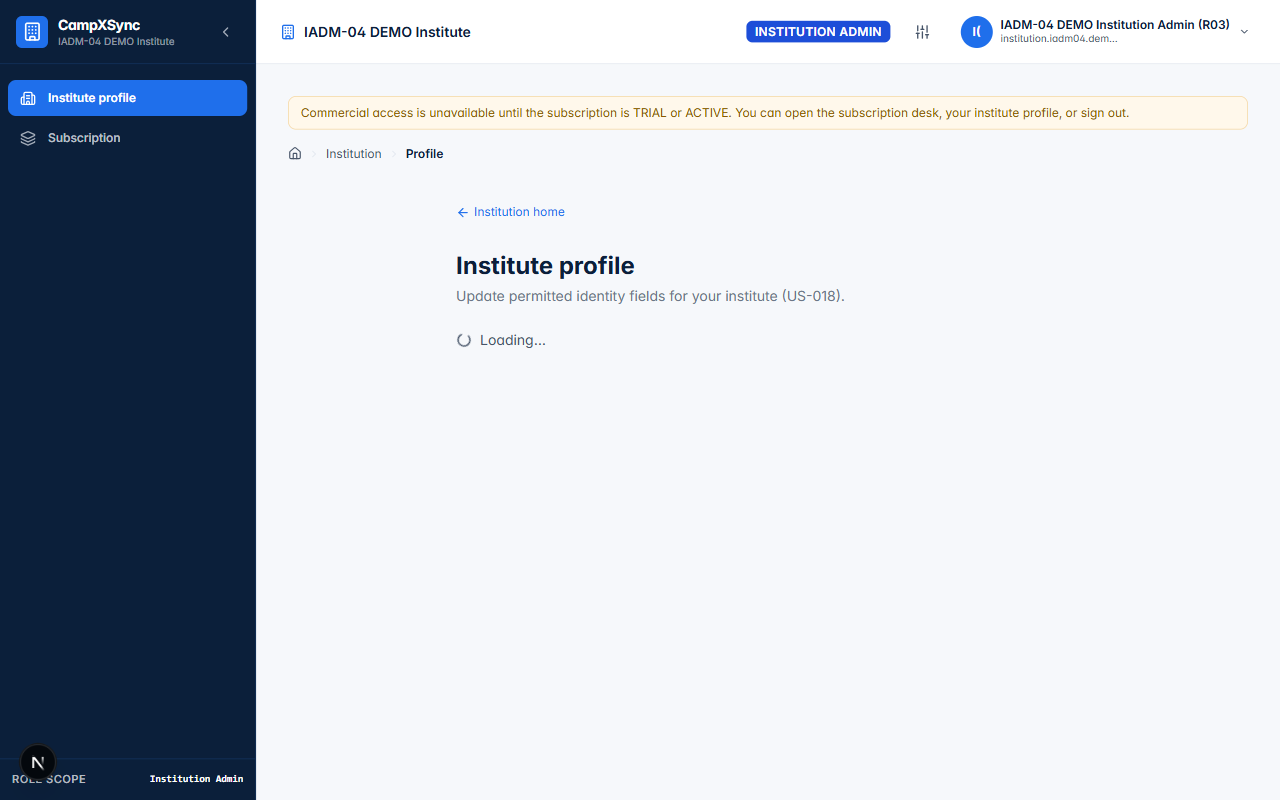 CampXSync
IADM-04 DEMO Institute
Institute profile
Subscription
N
ROLE SCOPE
Institution Admin
IADM-04 DEMO Institute
INSTITUTION ADMIN
I(
IADM-04 DEMO Institution Admin (R03)
institution.iadm04.dem...
Commercial access is unavailable until the subscription is TRIAL or ACTIVE. You can open the subscription desk, your institute profile, or sign out.
Institution
Profile
Institution home
Institute profile
Update permitted identity fields for your institute (US-018).
Loading...